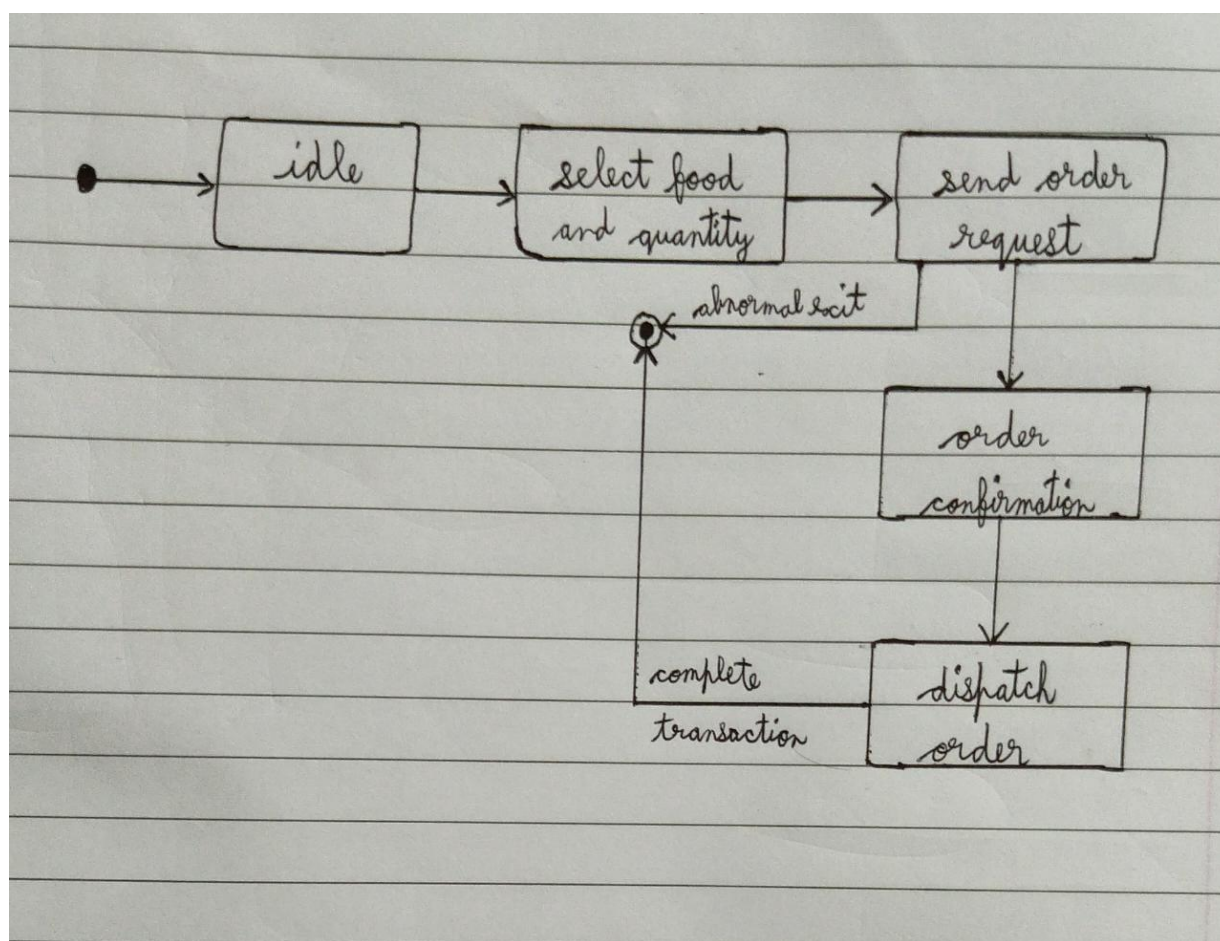 idle
select food
and quantity
send order
request
abnormal exit
order
confirmation
dispatch
order
complete
transaction